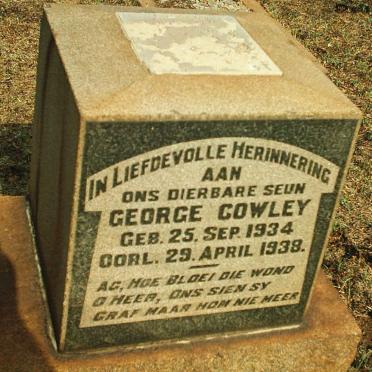 IN LIEFDEVOLLE HERINNERING
AAN
ONS DIERBARE SEUN
GEORGE COWLEY
GEB. 25. SEP. 1934
OORL. 29. APRIL 1938.
AG, HOE BLOEI DIE WOND
O HEER, ONS SIEN SY
GRAF MAAR HOM NIE MEER